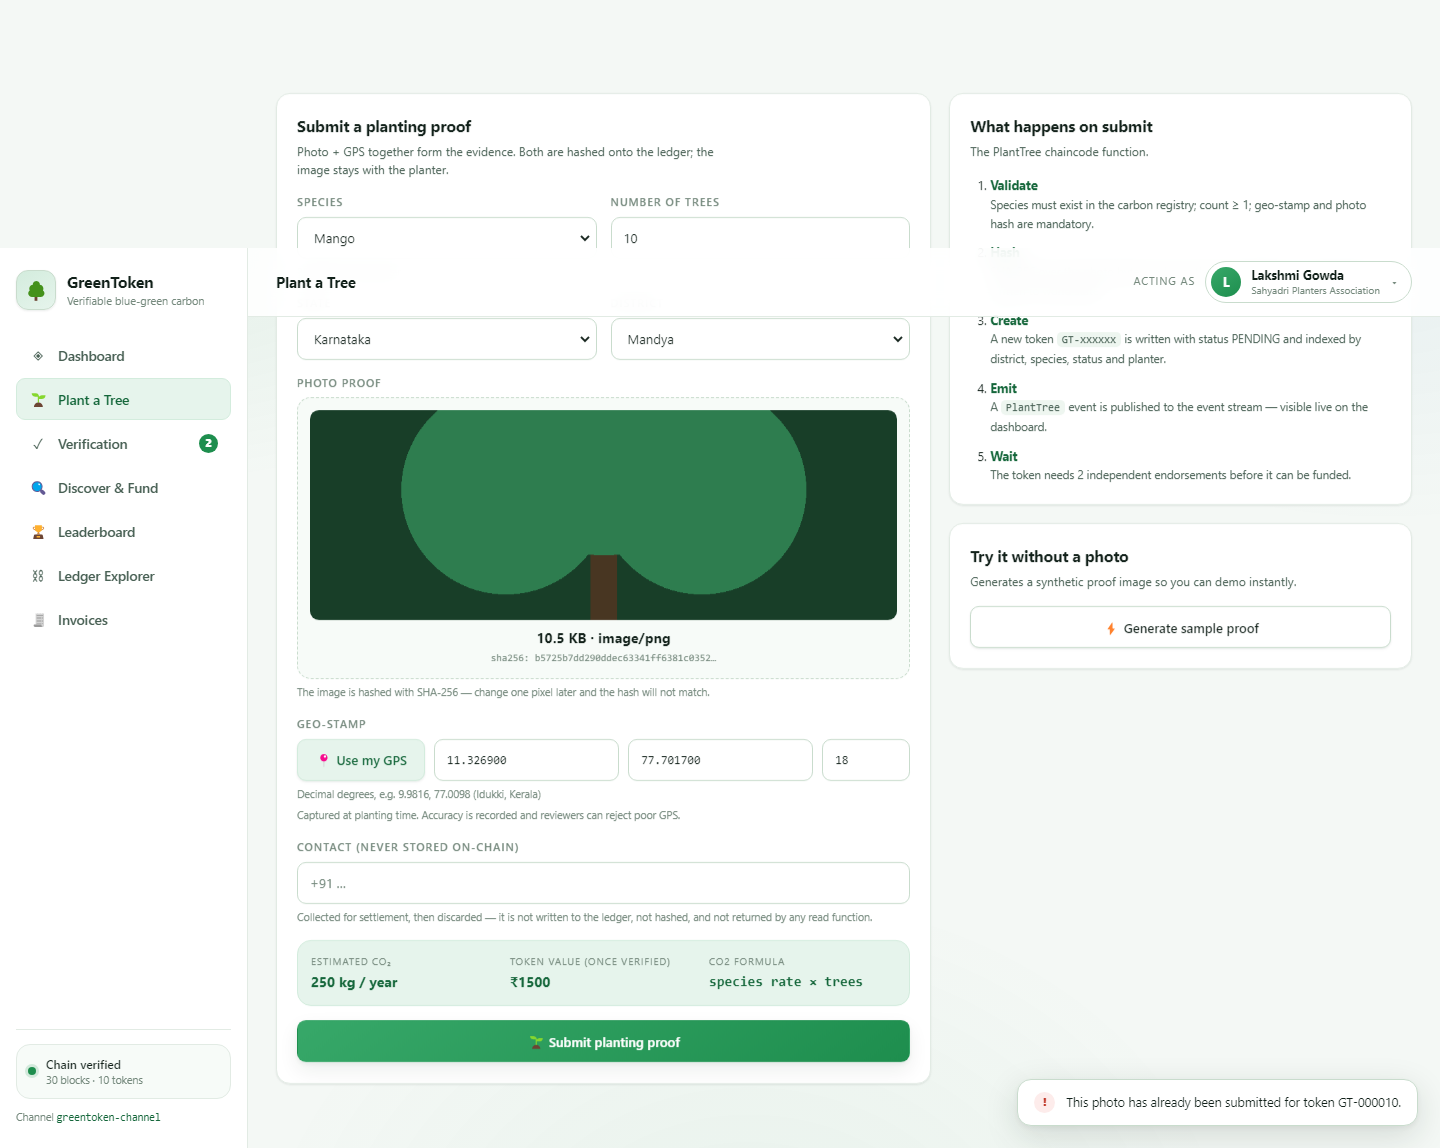 GreenToken
Verifiable blue-green carbon
Dashboard
Plant a Tree
Verification
2
Discover & Fund
Leaderboard
Ledger Explorer
Invoices
Chain verified
30 blocks · 10 tokens
Channel greentoken-channel
Plant a Tree
ACTING AS
L
Lakshmi Gowda
Sahyadri Planters Association
Submit a planting proof
Photo + GPS together form the evidence. Both are hashed onto the ledger; the
image stays with the planter.
SPECIES
NUMBER OF TREES
Mango
10
Karnataka
Mandya
PHOTO PROOF
10.5 KB · image/png
sha256: b5725b7dd290ddec63341ff6381c0352…
The image is hashed with SHA-256 — change one pixel later and the hash will not match.
GEO-STAMP
Use my GPS
11.326900
77.701700
18
Decimal degrees, e.g. 9.9816, 77.0098 (Idukki, Kerala)
Captured at planting time. Accuracy is recorded and reviewers can reject poor GPS.
CONTACT (NEVER STORED ON-CHAIN)
+91 ...
Collected for settlement, then discarded — it is not written to the ledger, not hashed, and not returned by any read function.
ESTIMATED CO₂
TOKEN VALUE (ONCE VERIFIED)
CO2 FORMULA
250 kg / year
₹1500
species rate × trees
Submit planting proof
What happens on submit
The PlantTree chaincode function.
1. Validate
Species must exist in the carbon registry; count ≥ 1; geo-stamp and photo
hash are mandatory.
2. Hash
3. Create
A new token GT-xxxxxx is written with status PENDING and indexed by
district, species, status and planter.
4. Emit
A PlantTree event is published to the event stream — visible live on the
dashboard.
5. Wait
The token needs 2 independent endorsements before it can be funded.
Try it without a photo
Generates a synthetic proof image so you can demo instantly.
Generate sample proof
! This photo has already been submitted for token GT-000010.